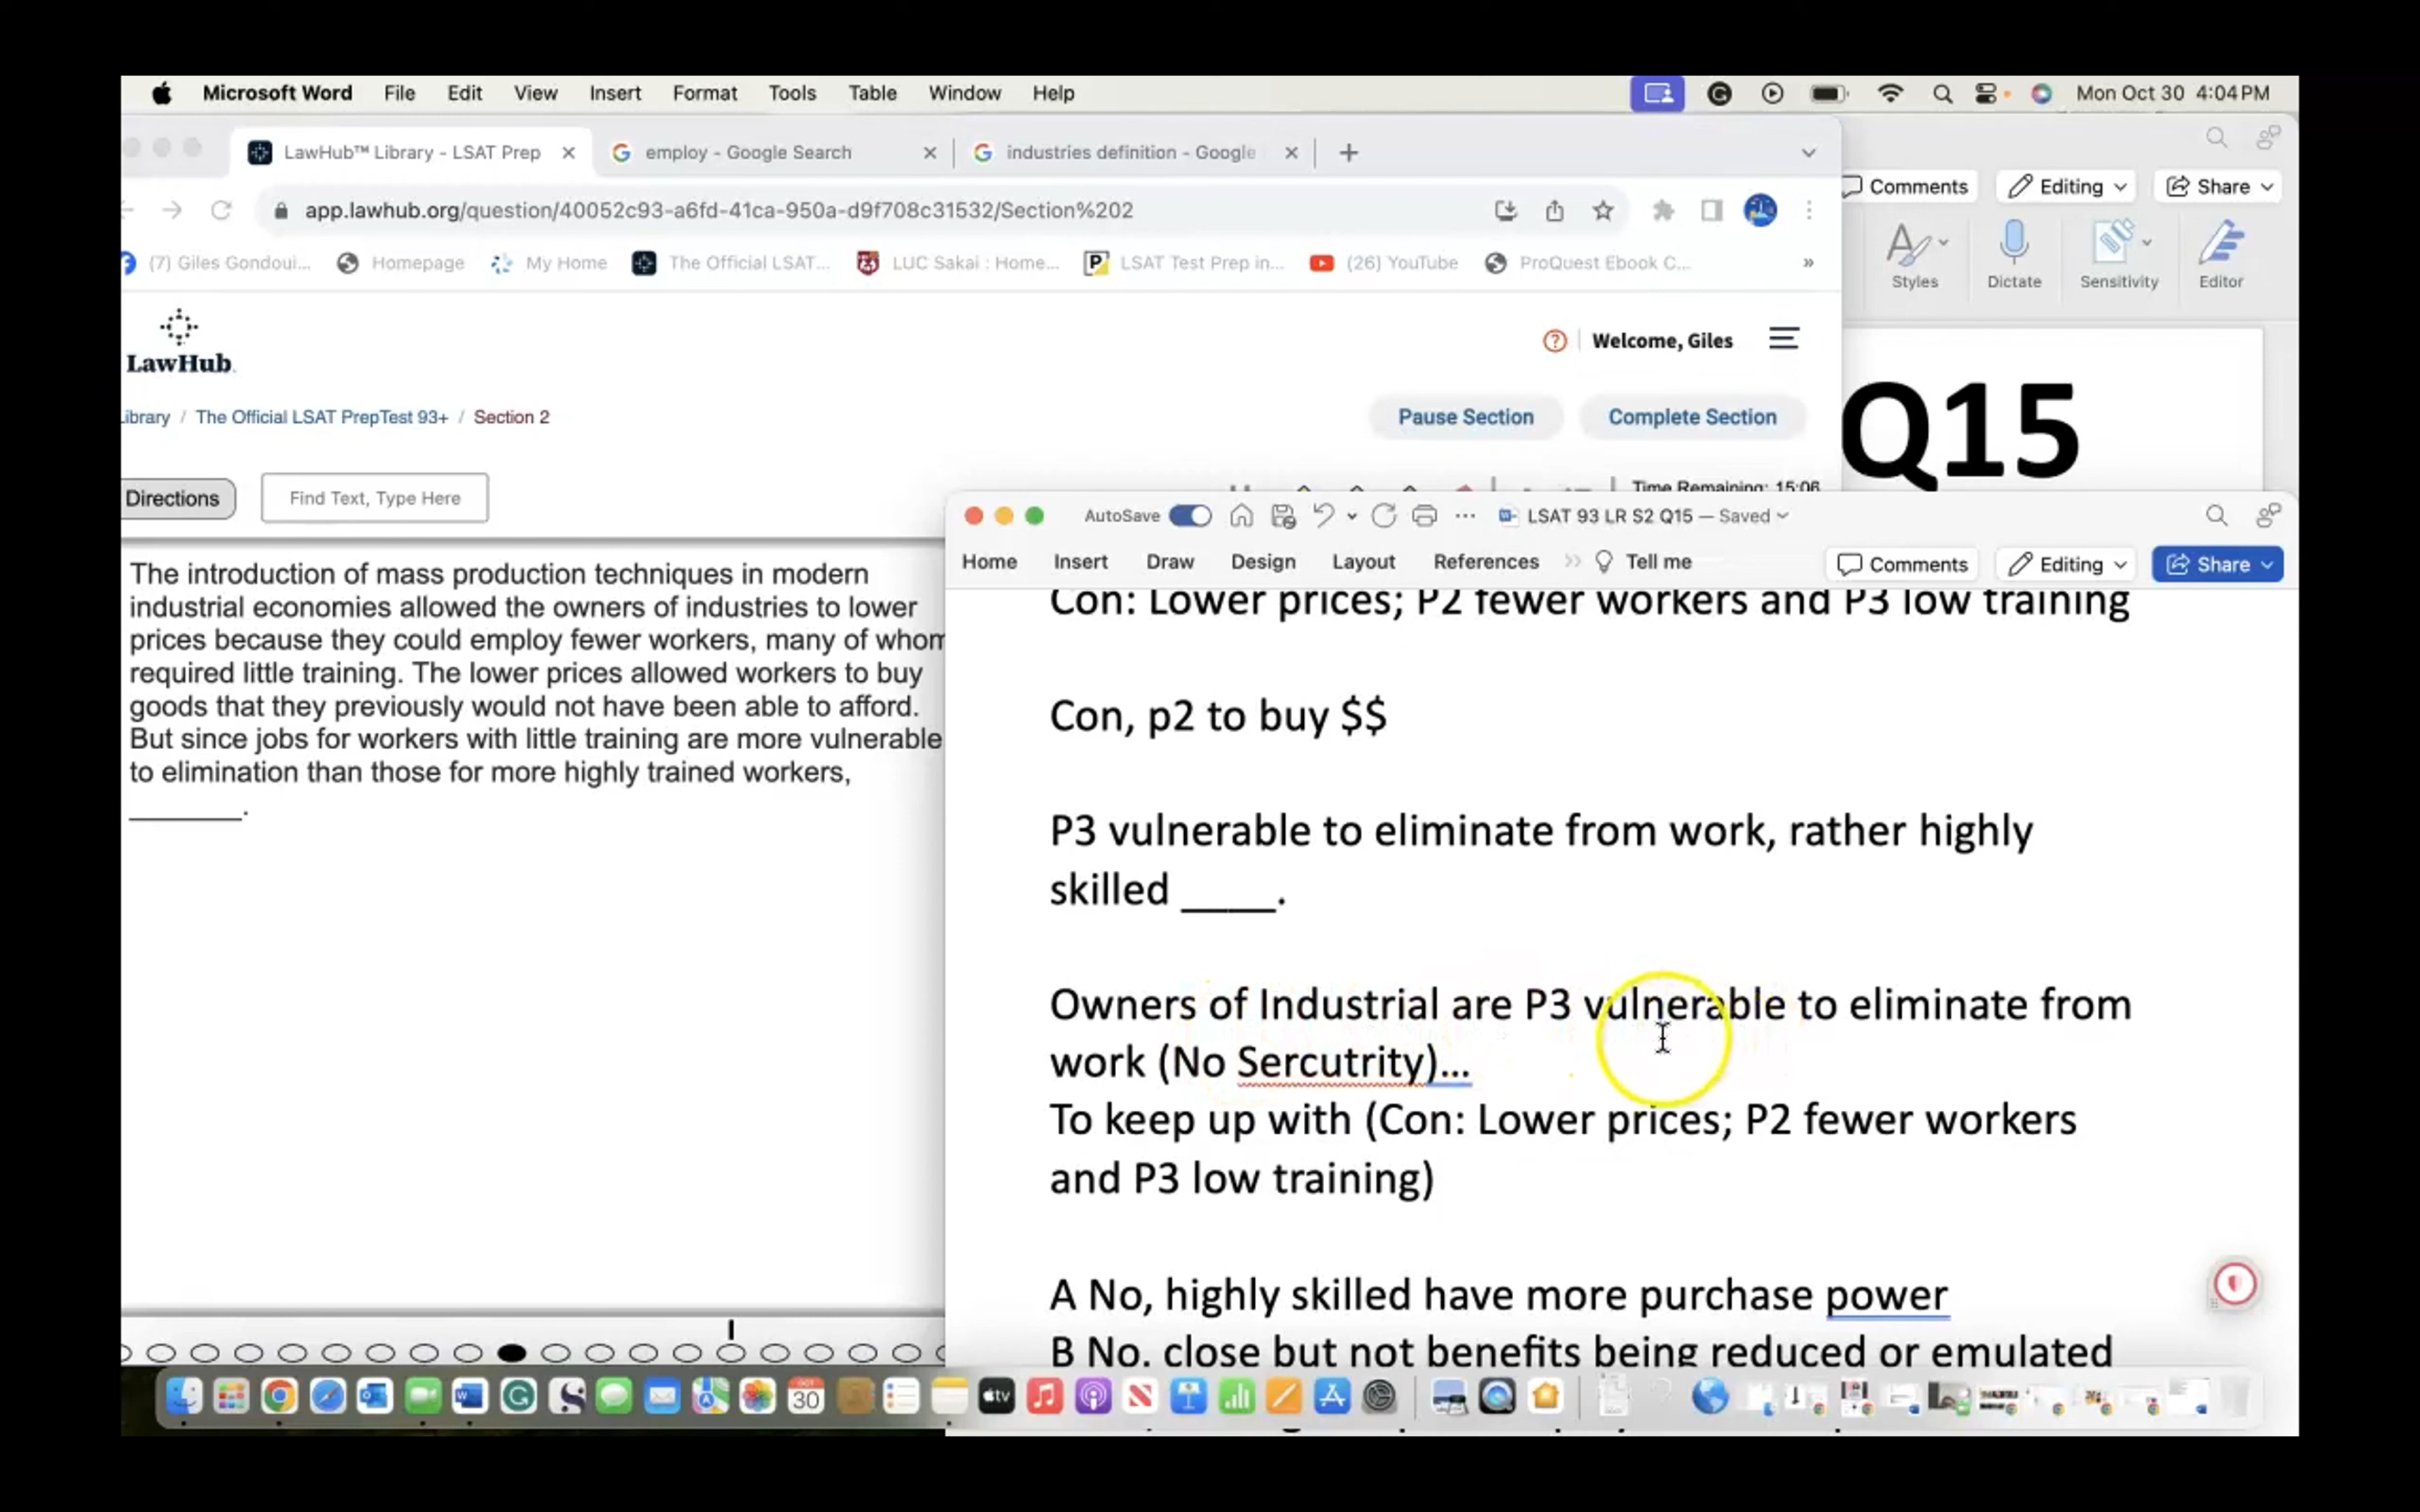 Microsoft Word File Edit View Insert Format Tools Table Window Help Mon Oct 30 4:04 PM
LawHub™ Library - LSAT Prep employ - Google Search industries definition - Google
app.lawhub.org/question/40052c93-a6fd-41ca-950a-d9f708c31532/Section%202
Comments Editing Share
(7) Giles Gondoui... Homepage My Home The Official LSAT... LUC Sakai : Home... LSAT Test Prep in... (26) YouTube ProQuest Ebook C... »
Styles Dictate Sensitivity Editor
LawHub
Welcome, Giles
Library / The Official LSAT PrepTest 93+ / Section 2
Pause Section Complete Section
Q15
Directions Find Text, Type Here
Time Remaining: 15:06
The introduction of mass production techniques in modern
industrial economies allowed the owners of industries to lower
prices because they could employ fewer workers, many of whom
required little training. The lower prices allowed workers to buy
goods that they previously would not have been able to afford.
But since jobs for workers with little training are more vulnerable
to elimination than those for more highly trained workers,
________.
AutoSave LSAT 93 LR S2 Q15 — Saved
Home Insert Draw Design Layout References » Tell me Comments Editing Share
Con: Lower prices; P2 fewer workers and P3 low training
Con, p2 to buy $$
P3 vulnerable to eliminate from work, rather highly
skilled ____.
Owners of Industrial are P3 vulnerable to eliminate from
work (No Sercutrity)...
To keep up with (Con: Lower prices; P2 fewer workers
and P3 low training)
A No, highly skilled have more purchase power
B No. close but not benefits being reduced or emulated
OCT
30
tv